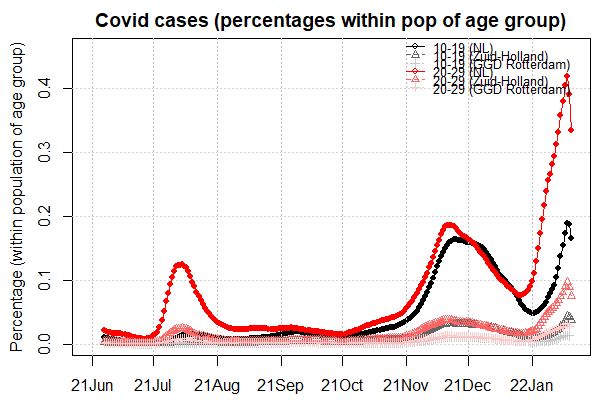 Covid cases (percentages within pop of age group)
10-19 (NL)
10-19 (Zuid-Holland)
10-19 (GGD Rotterdam)
20-29 (NL)
20-29 (Zuid-Holland)
20-29 (GGD Rotterdam)
Percentage (within population of age group)
0.4
0.3
0.2
0.1
0.0
21Jun 21Jul 21Aug 21Sep 21Oct 21Nov 21Dec 22Jan